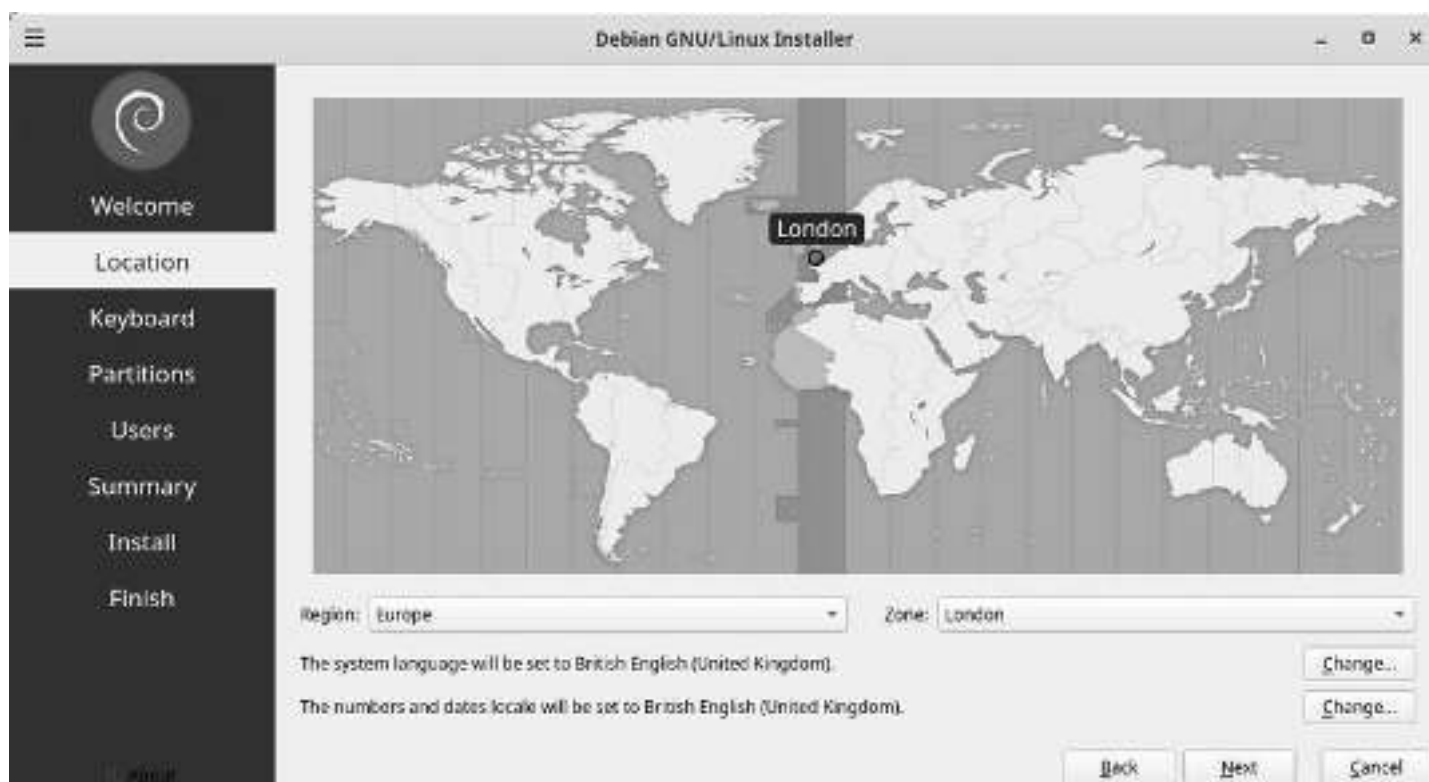 Debian GNU/Linux Installer
Welcome
Location
Keyboard
Partitions
Users
Summary
Install
Finish
London
Region: Europe
Zone: London
The system language will be set to British English (United Kingdom).
Change...
The numbers and dates locale will be set to British English (United Kingdom).
Change...
Back
Next
Cancel